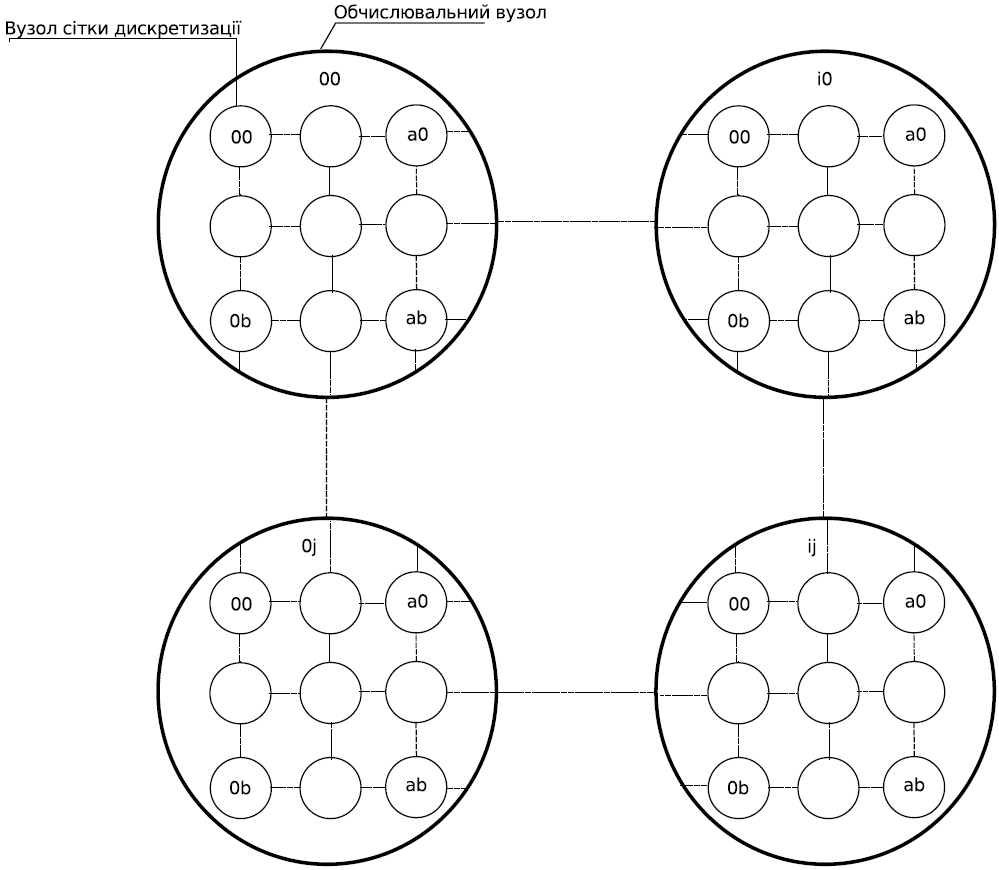 Обчислювальний вузол
Вузол сітки дискретизації
00
i0
00
a0
00
a0
0b
ab
0b
ab
0j
ij
00
a0
00
a0
0b
ab
0b
ab